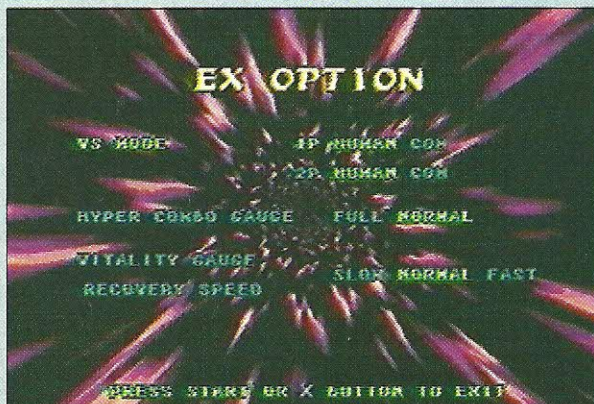 EX OPTION
VS MODE 1P HUMAN COM
2P HUMAN COM
HYPER COMBO GAUGE FULL NORMAL
VITALITY GAUGE
RECOVERY SPEED SLOW NORMAL FAST
PRESS START OR X BUTTON TO EXIT